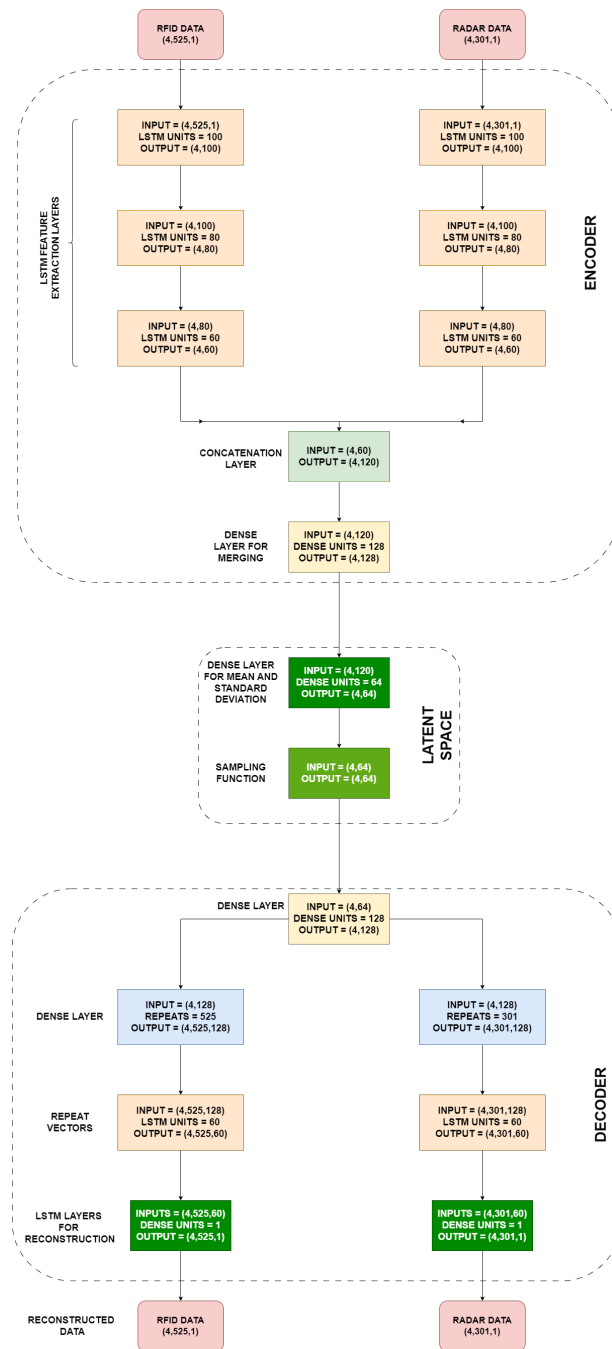 RFID DATA
(4,525,1)
RADAR DATA
(4,301,1)
INPUT = (4,525,1)
LSTM UNITS = 100
OUTPUT = (4,100)
INPUT = (4,301,1)
LSTM UNITS = 100
OUTPUT = (4,100)
LSTM FEATURE
EXTRACTION LAYERS
INPUT = (4,100)
LSTM UNITS = 80
OUTPUT = (4,80)
INPUT = (4,100)
LSTM UNITS = 80
OUTPUT = (4,80)
ENCODER
INPUT = (4,80)
LSTM UNITS = 60
OUTPUT = (4,60)
INPUT = (4,80)
LSTM UNITS = 60
OUTPUT = (4,60)
CONCATENATION
LAYER
INPUT = (4,60)
OUTPUT = (4,120)
DENSE
LAYER FOR
MERGING
INPUT = (4,120)
DENSE UNITS = 128
OUTPUT = (4,128)
DENSE LAYER
FOR MEAN AND
STANDARD
DEVIATION
INPUT = (4,120)
DENSE UNITS = 64
OUTPUT = (4,64)
LATENT
SPACE
SAMPLING
FUNCTION
INPUT = (4,64)
OUTPUT = (4,64)
DENSE LAYER
INPUT = (4,64)
DENSE UNITS = 128
OUTPUT = (4,128)
DENSE LAYER
INPUT = (4,128)
REPEATS = 525
OUTPUT = (4,525,128)
INPUT = (4,128)
REPEATS = 301
OUTPUT = (4,301,128)
REPEAT
VECTORS
INPUT = (4,525,128)
LSTM UNITS = 60
OUTPUT = (4,525,60)
INPUT = (4,301,128)
LSTM UNITS = 60
OUTPUT = (4,301,60)
DECODER
LSTM LAYERS
FOR
RECONSTRUCTION
INPUTS = (4,525,60)
DENSE UNITS = 1
OUTPUT = (4,525,1)
INPUTS = (4,301,60)
DENSE UNITS = 1
OUTPUT = (4,301,1)
RECONSTRUCTED
DATA
RFID DATA
(4,525,1)
RADAR DATA
(4,301,1)